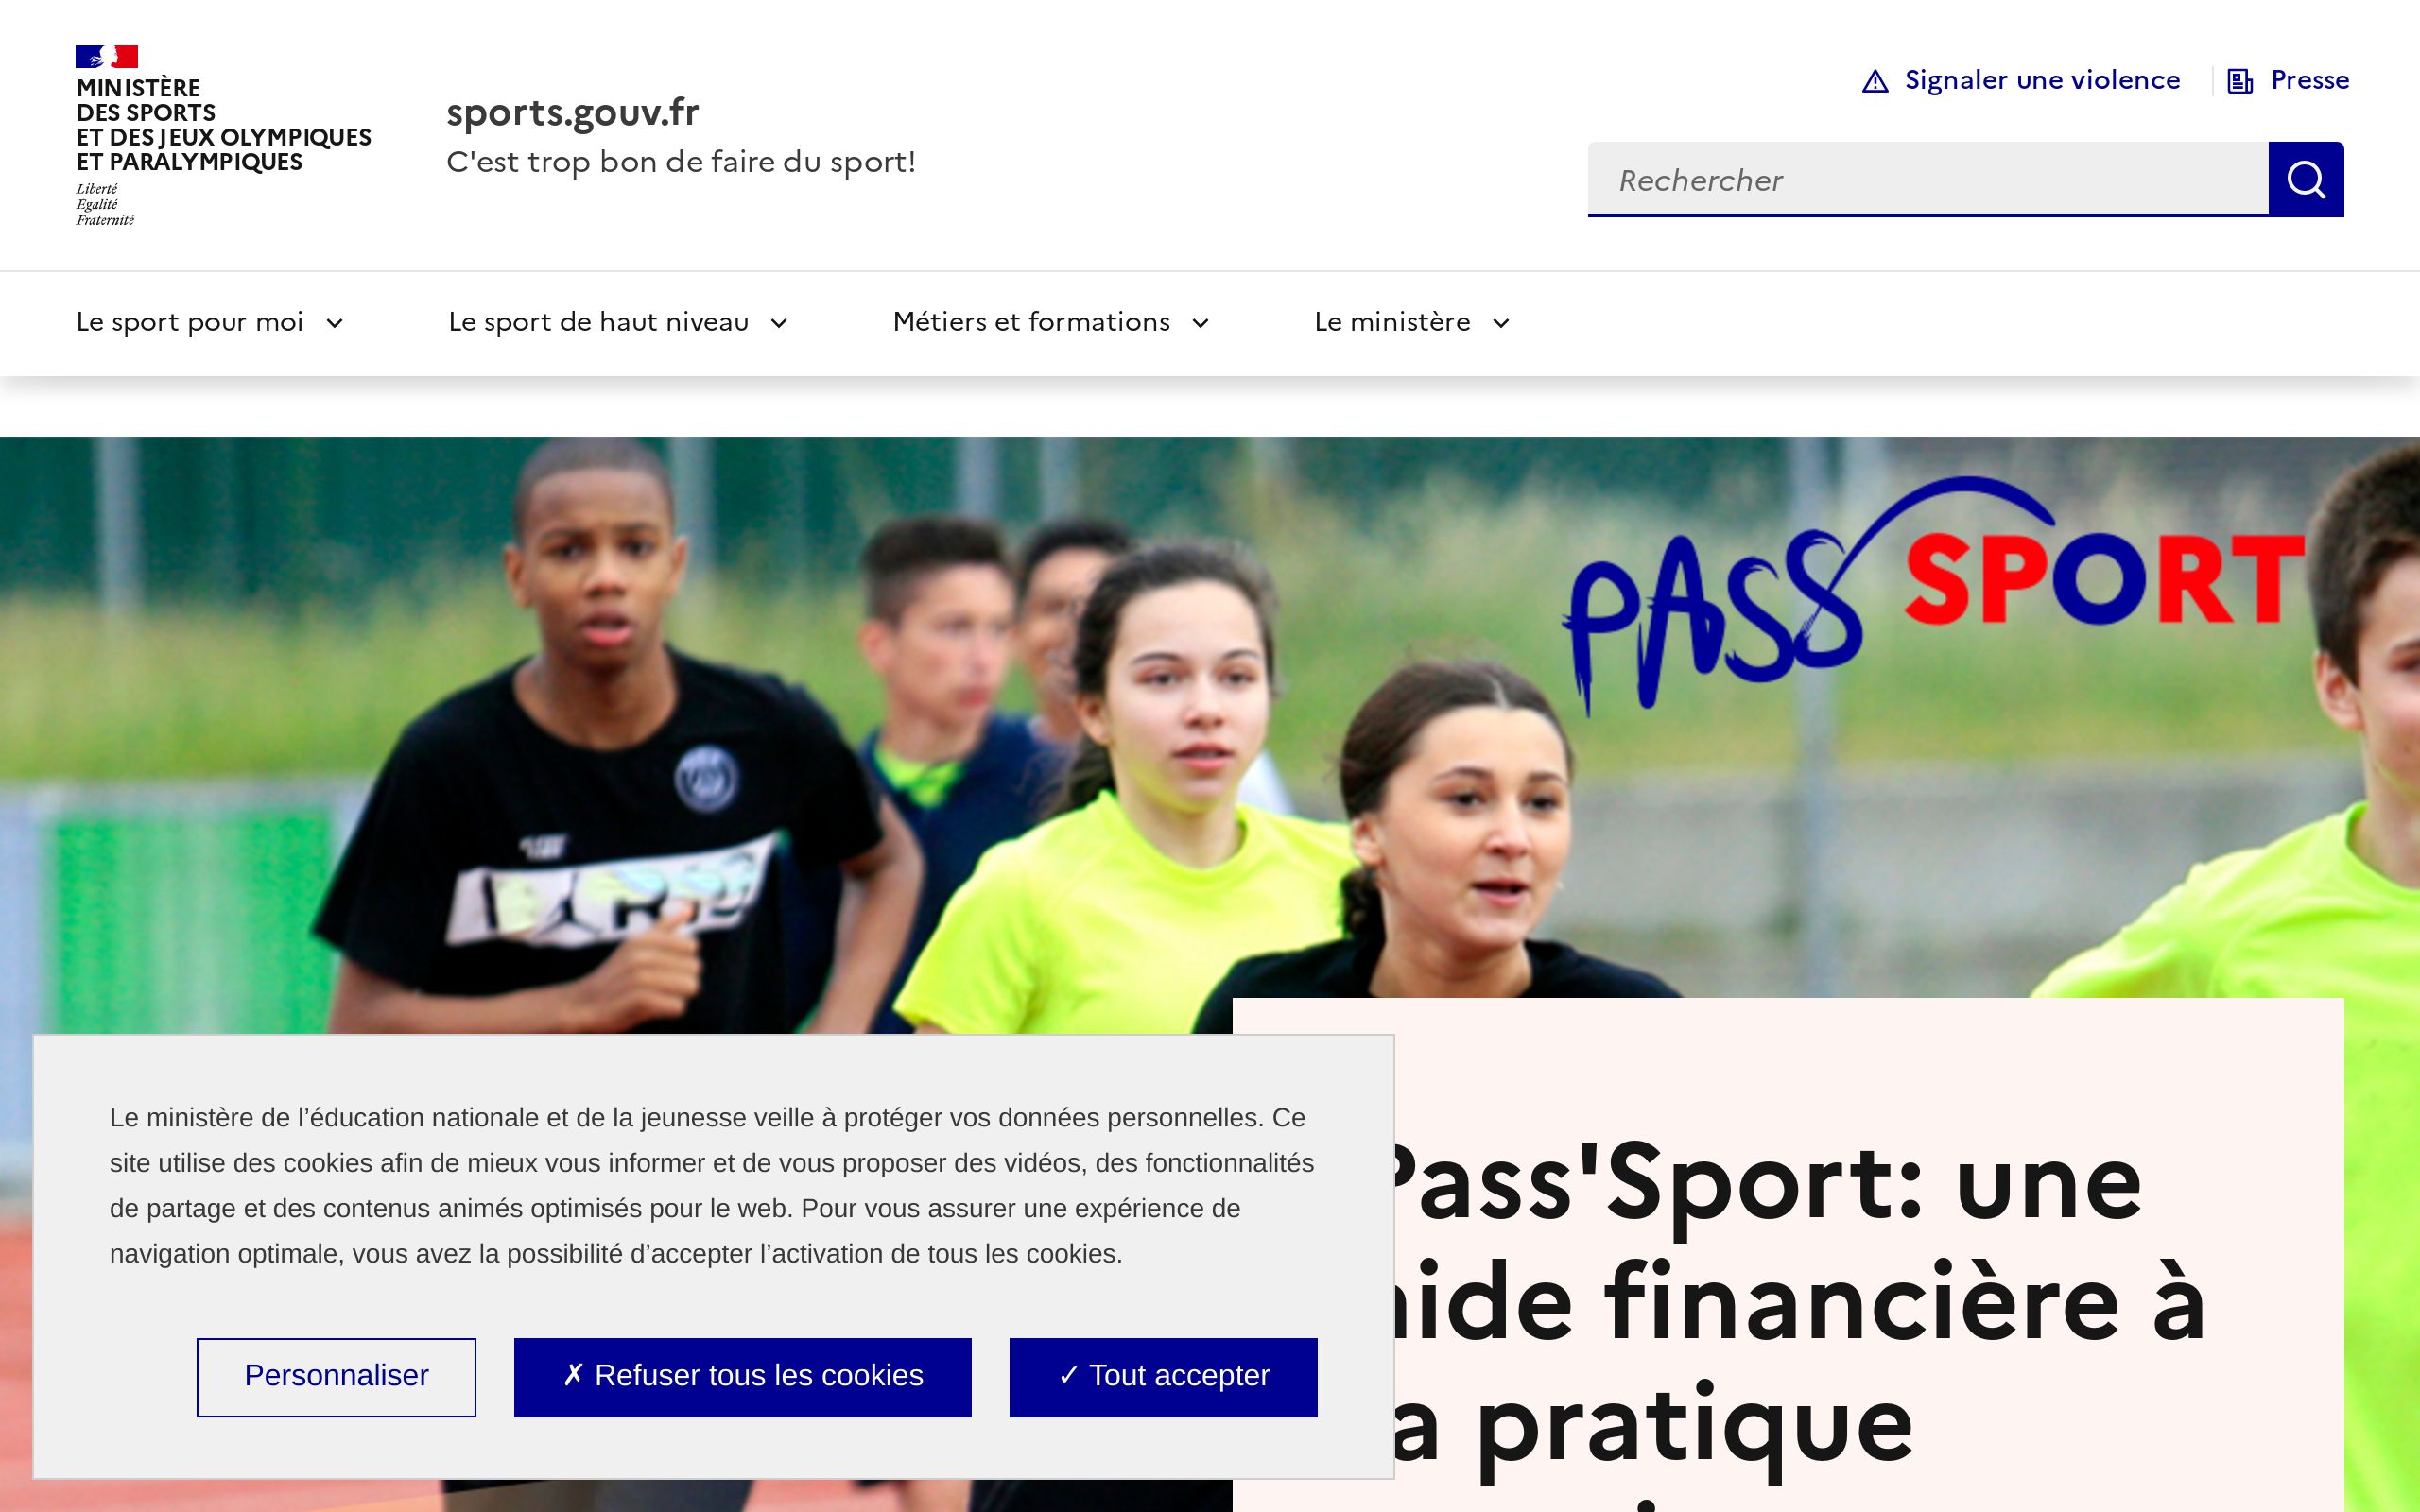 MINISTÈRE
DES SPORTS
ET DES JEUX OLYMPIQUES
ET PARALYMPIQUES
Liberté
Égalité
Fraternité
sports.gouv.fr
C'est trop bon de faire du sport!
Signaler une violence
Presse
Rechercher
Le sport pour moi
Le sport de haut niveau
Métiers et formations
Le ministère
PASS SPORT
Pass'Sport: une
aide financière à
a pratique
Le ministère de l’éducation nationale et de la jeunesse veille à protéger vos données personnelles. Ce
site utilise des cookies afin de mieux vous informer et de vous proposer des vidéos, des fonctionnalités
de partage et des contenus animés optimisés pour le web. Pour vous assurer une expérience de
navigation optimale, vous avez la possibilité d’accepter l’activation de tous les cookies.
Personnaliser
✗ Refuser tous les cookies
✓ Tout accepter